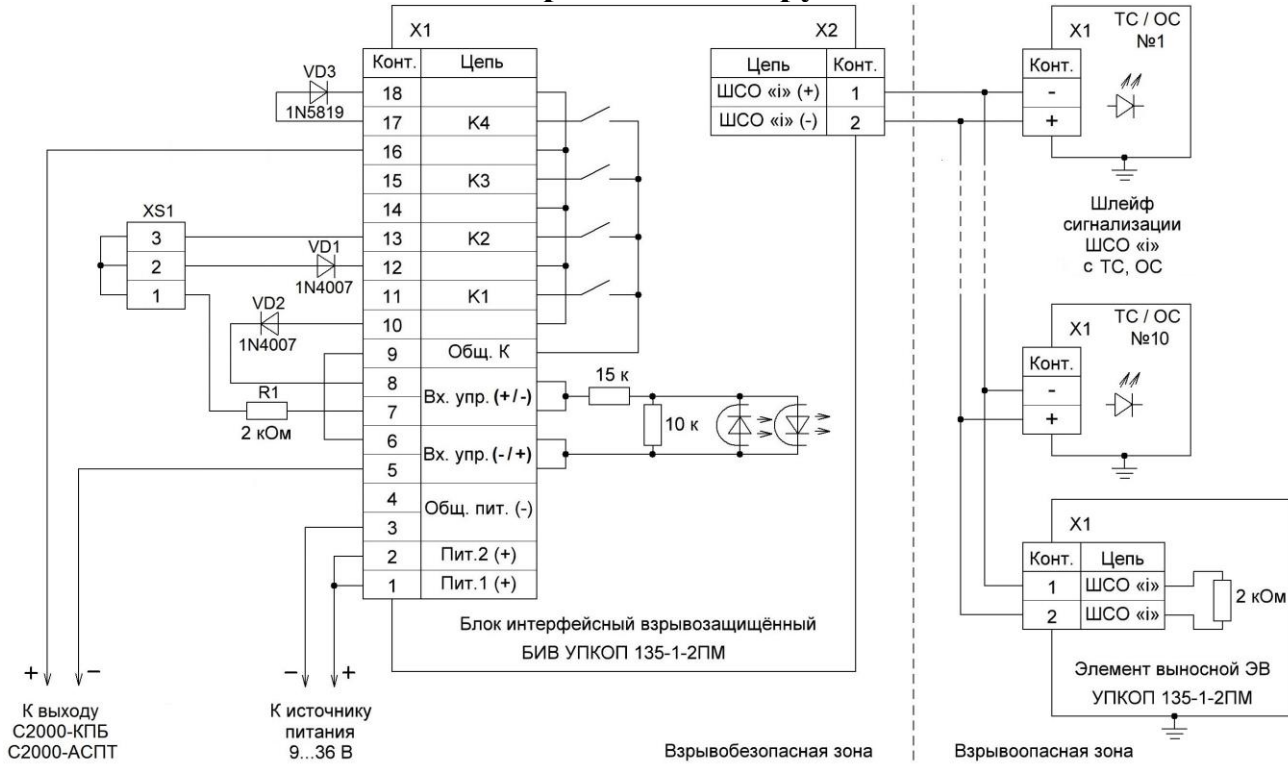 X1
Конт. Цепь
18
17 K4
16
15 K3
14
13 K2
12
11 K1
10
9 Общ. К
8
7 Вх. упр. (+/-)
6
5 Вх. упр. (-/+)
4
3 Общ. пит. (-)
2 Пит.2 (+)
1 Пит.1 (+)
VD3
1N5819
XS1
3
2
1
VD1
1N4007
VD2
1N4007
R1
2 кОм
15 к
10 к
X2
Цепь Конт.
ШСО «i» (+) 1
ШСО «i» (-) 2
Блок интерфейсный взрывозащищённый
БИВ УПКОП 135-1-2ПМ
+ −
К выходу
С2000-КПБ
С2000-АСПТ
− +
К источнику
питания
9...36 В
Взрывобезопасная зона
Взрывоопасная зона
X1
ТС / ОС
№1
Конт.
-
+
Шлейф
сигнализации
ШСО «i»
с ТС, ОС
X1
ТС / ОС
№10
Конт.
-
+
X1
Конт. Цепь
1 ШСО «i»
2 ШСО «i»
2 кОм
Элемент выносной ЭВ
УПКОП 135-1-2ПМ